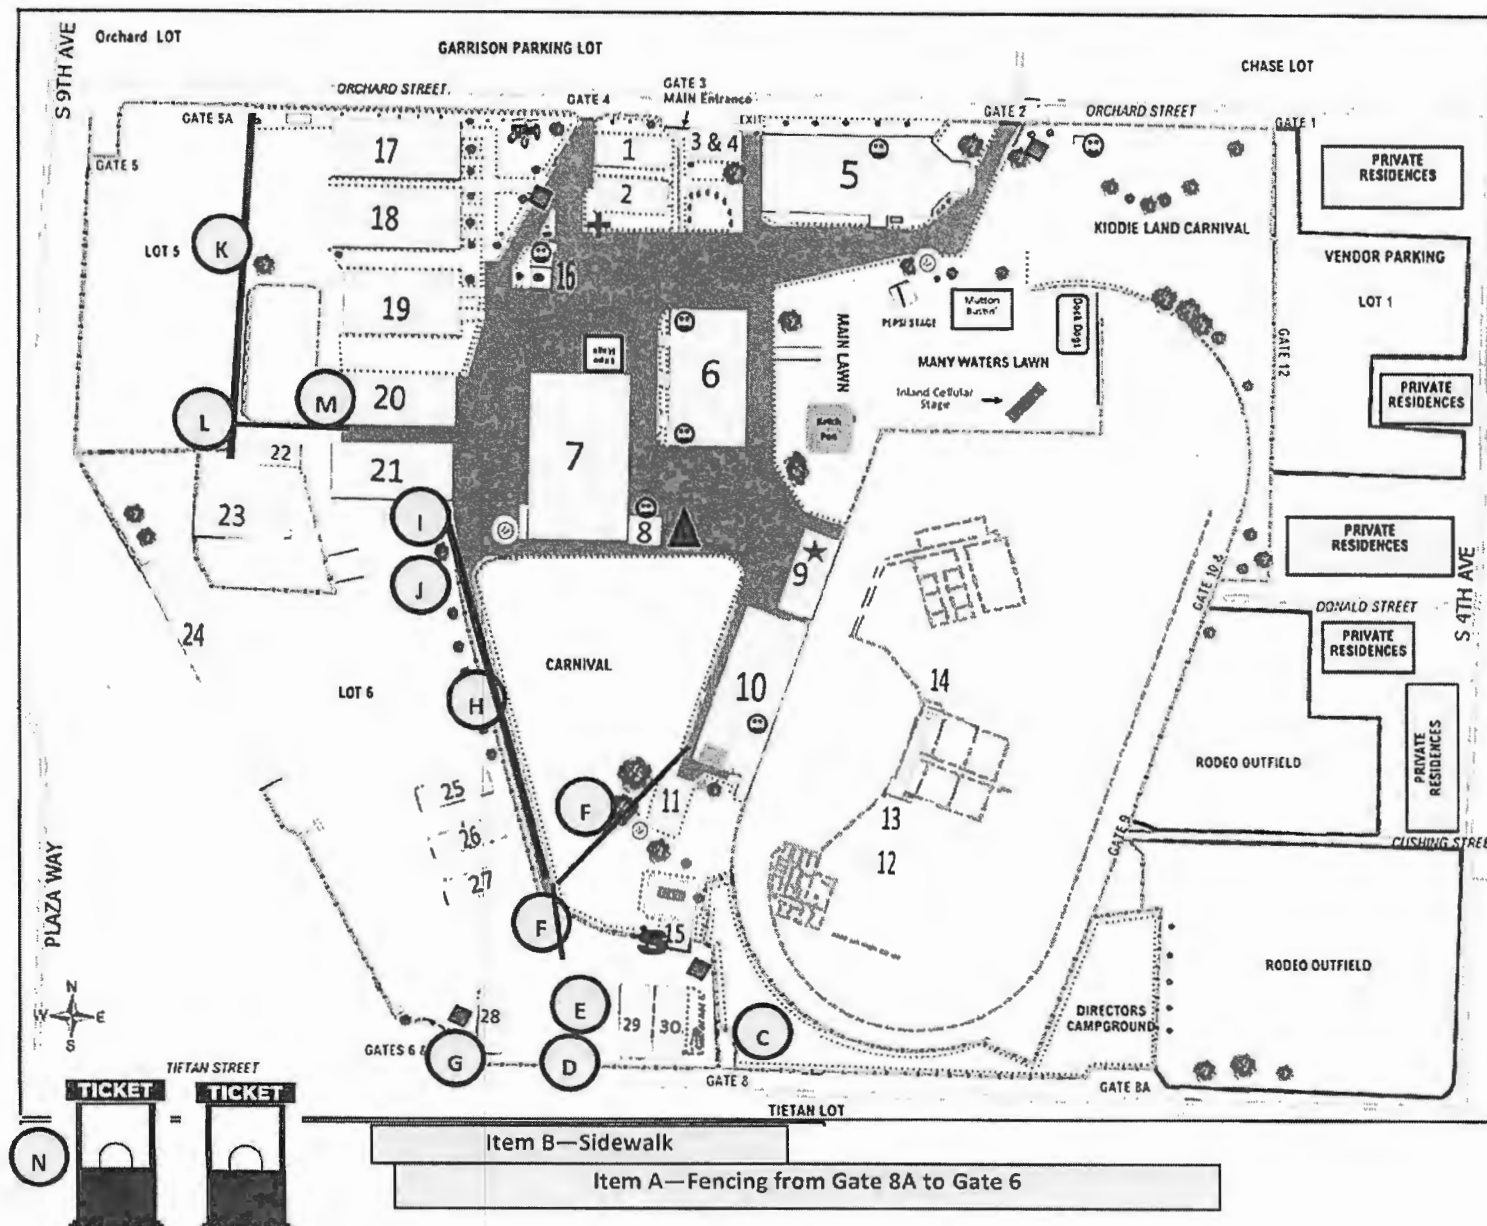 Orchard LOT
GARRISON PARKING LOT
CHASE LOT
S 9TH AVE
ORCHARD STREET
GATE 4
GATE 3
MAIN Entrance
GATE 2
ORCHARD STREET
GATE 1
GATE 5A
EXIT
GATE 5
17
1
3 & 4
5
PRIVATE
RESIDENCES
18
2
K
LOT 5
KIDDIE LAND CARNIVAL
VENDOR PARKING
LOT 1
16
19
T
PEPSI STAGE
Mutton
Bustin'
Dock Dogs
MAIN LAWN
GATE 12
6
MANY WATERS LAWN
Inland Cellular
Stage
PRIVATE
RESIDENCES
L
M
20
Ketch
Pen
22
21
7
23
I
8
9
PRIVATE
RESIDENCES
S 4TH AVE
J
GATE 10
DONALD STREET
24
CARNIVAL
PRIVATE
RESIDENCES
LOT 6
H
10
14
RODEO OUTFIELD
PRIVATE
RESIDENCES
25
F
11
13
26
12
GATE 9
CUSHING STREET
27
PLAZA WAY
F
15
RODEO OUTFIELD
N
E
S
E
28
29
30
C
DIRECTORS
CAMPGROUND
GATES 6 &
G
D
GATE 8
GATE 8A
TIETAN STREET
TICKET
TICKET
TIETAN LOT
N
=
Item B—Sidewalk
Item A—Fencing from Gate 8A to Gate 6